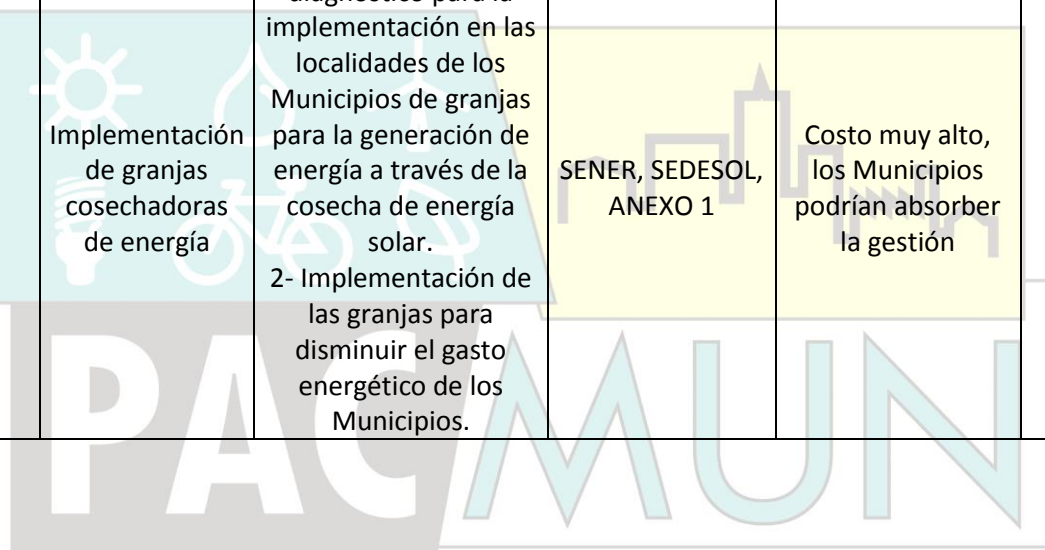 Implementación
de granjas
cosechadoras
de energía
implementación en las
localidades de los
Municipios de granjas
para la generación de
energía a través de la
cosecha de energía
solar.
2- Implementación de
las granjas para
disminuir el gasto
energético de los
Municipios.
SENER, SEDESOL,
ANEXO 1
Costo muy alto,
los Municipios
podrían absorber
la gestión
PACMUN